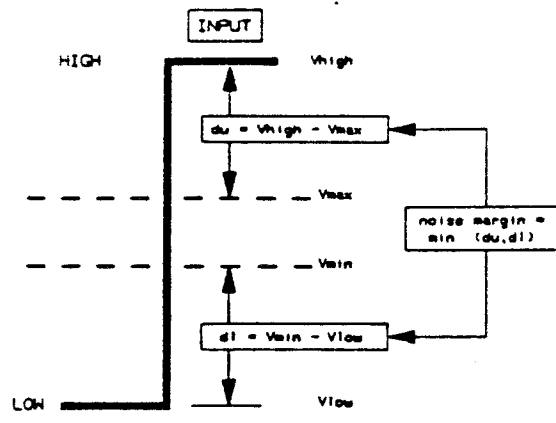 INPUT
HIGH
Vhigh
du = Vhigh - Vmax
Vmax
noise margin =
min (du,dl)
Vmin
dl = Vmin - Vlow
LOW
Vlow